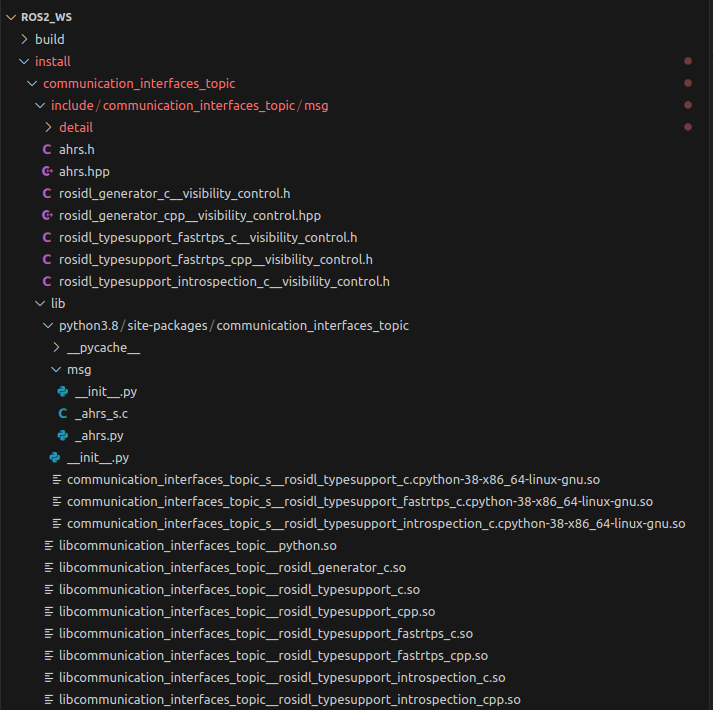 ROS2_WS
build
install
communication_interfaces_topic
include/communication_interfaces_topic/msg
detail
C ahrs.h
C+ ahrs.hpp
C rosidl_generator_c__visibility_control.h
C+ rosidl_generator_cpp__visibility_control.hpp
C rosidl_typesupport_fastrtps_c__visibility_control.h
C rosidl_typesupport_fastrtps_cpp__visibility_control.h
C rosidl_typesupport_introspection_c__visibility_control.h
lib
python3.8/site-packages/communication_interfaces_topic
__pycache__
msg
__init__.py
C _ahrs_s.c
_ahrs.py
__init__.py
communication_interfaces_topic_s__rosidl_typesupport_c.cpython-38-x86_64-linux-gnu.so
communication_interfaces_topic_s__rosidl_typesupport_fastrtps_c.cpython-38-x86_64-linux-gnu.so
communication_interfaces_topic_s__rosidl_typesupport_introspection_c.cpython-38-x86_64-linux-gnu.so
libcommunication_interfaces_topic__python.so
libcommunication_interfaces_topic__rosidl_generator_c.so
libcommunication_interfaces_topic__rosidl_typesupport_c.so
libcommunication_interfaces_topic__rosidl_typesupport_cpp.so
libcommunication_interfaces_topic__rosidl_typesupport_fastrtps_c.so
libcommunication_interfaces_topic__rosidl_typesupport_fastrtps_cpp.so
libcommunication_interfaces_topic__rosidl_typesupport_introspection_c.so
libcommunication_interfaces_topic__rosidl_typesupport_introspection_cpp.so